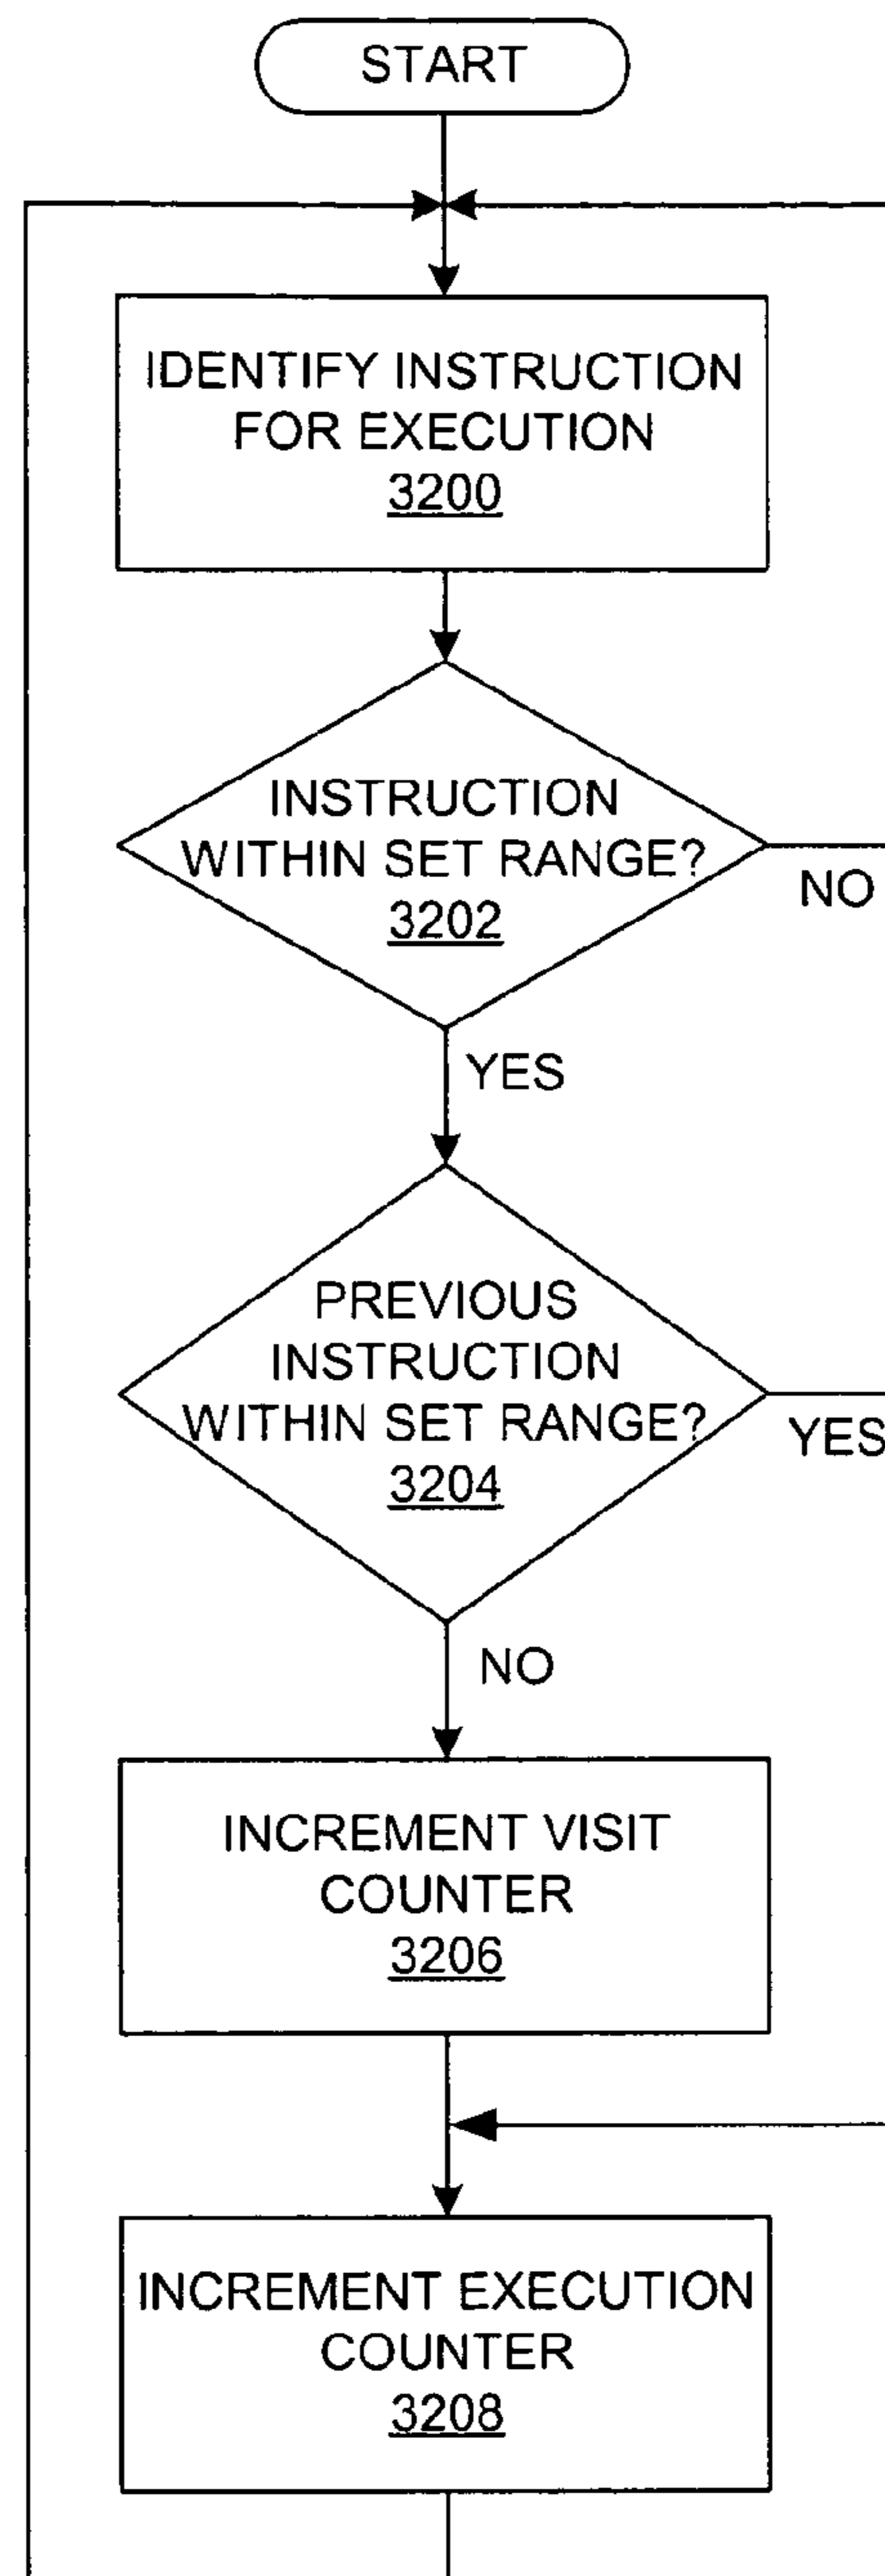 START
IDENTIFY INSTRUCTION
FOR EXECUTION
3200
INSTRUCTION
WITHIN SET RANGE?
3202
NO
YES
PREVIOUS
INSTRUCTION
WITHIN SET RANGE?
3204
YES
NO
INCREMENT VISIT
COUNTER
3206
INCREMENT EXECUTION
COUNTER
3208